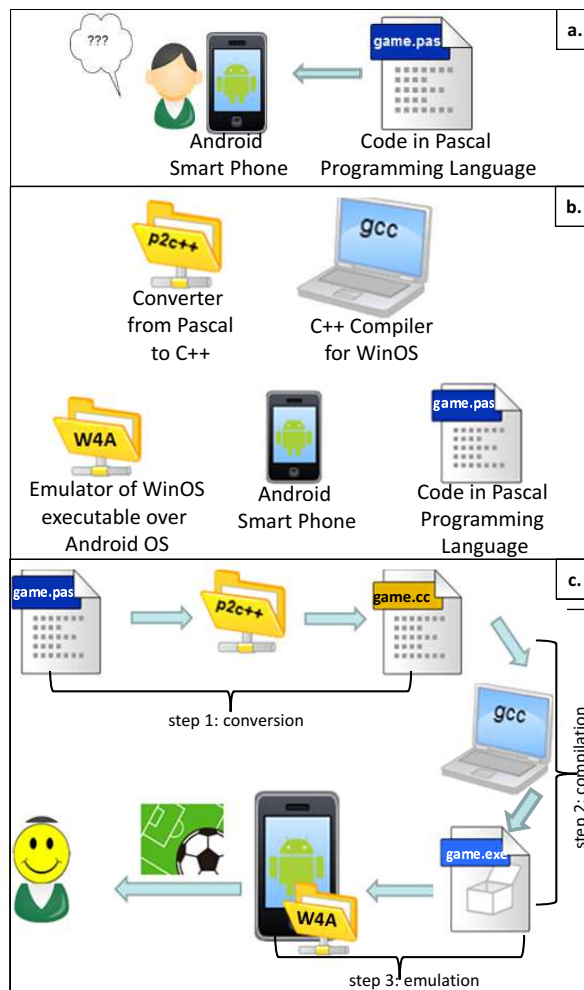 a.
???
game.pas
Android
Smart Phone
Code in Pascal
Programming Language
b.
p2c++
gcc
Converter
from Pascal
to C++
C++ Compiler
for WinOS
W4A
game.pas
Emulator of WinOS
executable over
Android OS
Android
Smart Phone
Code in Pascal
Programming
Language
c.
game.pas
p2c++
game.cc
step 1: conversion
gcc
step 2: compilation
game.exe
W4A
step 3: emulation